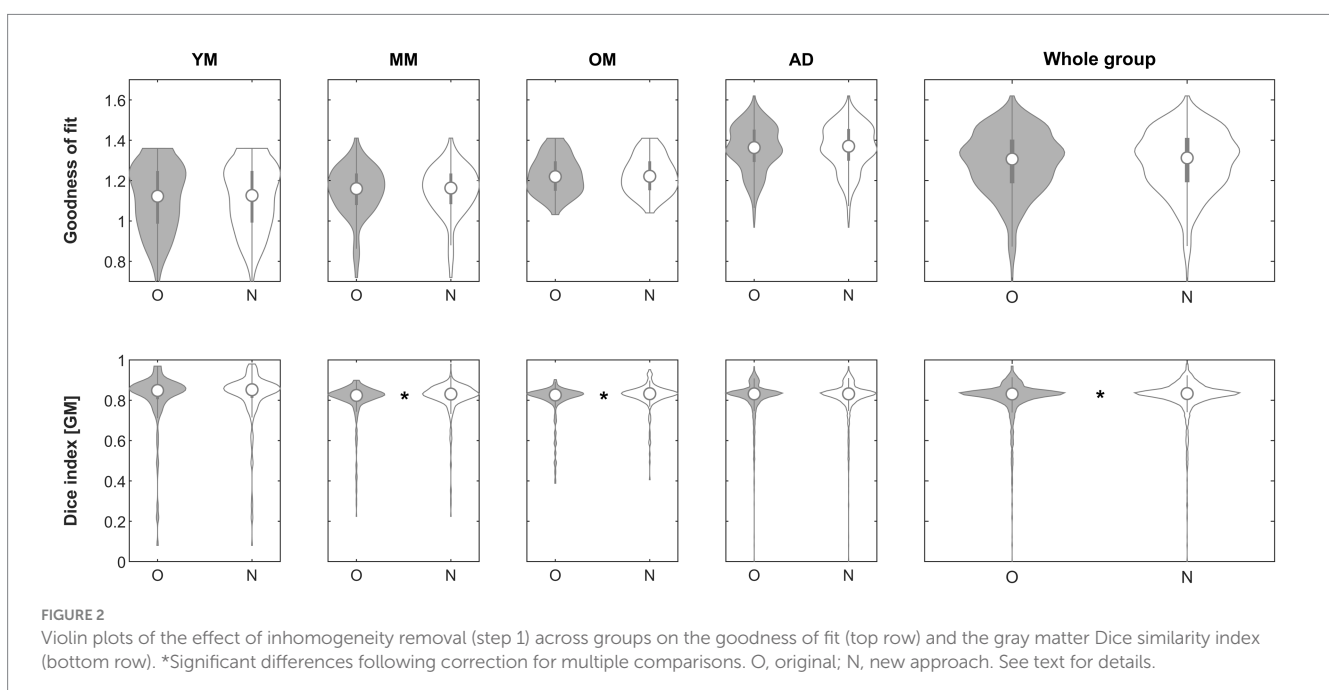 YM MM OM AD Whole group
Goodness of fit
1.6
1.4
1.2
1
0.8
O N O N O N O N O N
Dice index [GM]
1
0.8
0.6
0.4
0.2
0
* * *
O N O N O N O N O N
FIGURE 2
Violin plots of the effect of inhomogeneity removal (step 1) across groups on the goodness of fit (top row) and the gray matter Dice similarity index
(bottom row). *Significant differences following correction for multiple comparisons. O, original; N, new approach. See text for details.